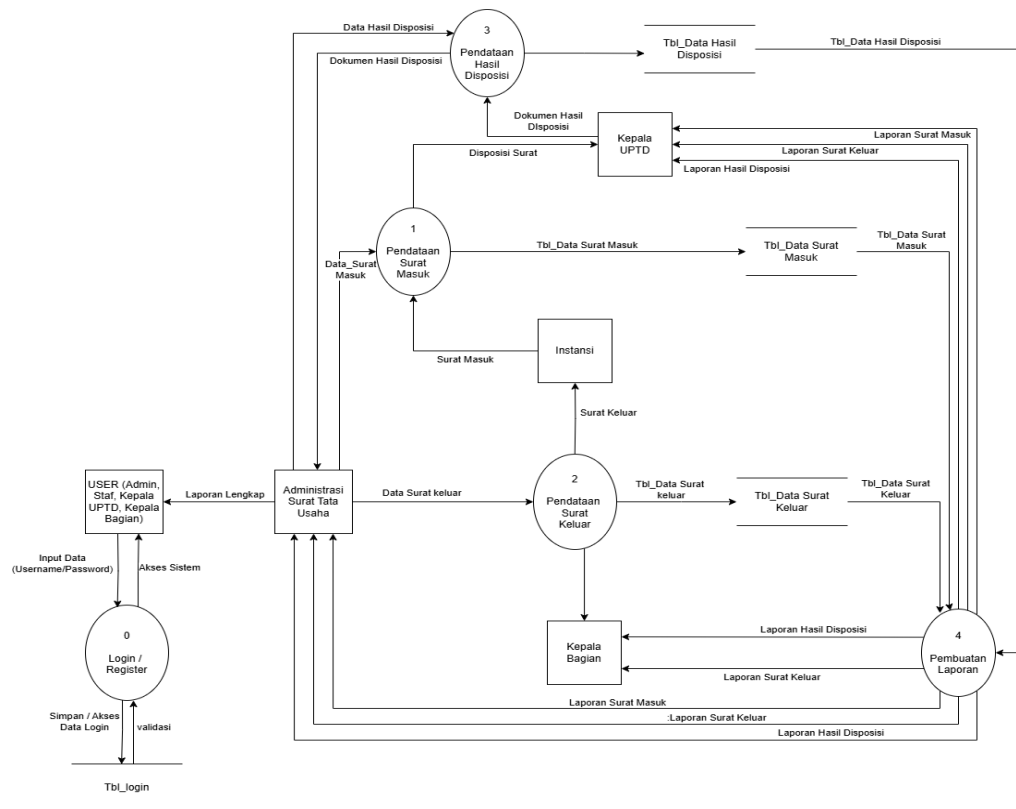 Data Hasil Disposisi
Dokumen Hasil Disposisi
3
Pendataan
Hasil
Disposisi
Tbl_Data Hasil
Disposisi
Tbl_Data Hasil Disposisi
Dokumen Hasil
DIsposisi
Disposisi Surat
Kepala
UPTD
Laporan Surat Masuk
Laporan Surat Keluar
Laporan Hasil Disposisi
1
Pendataan
Surat
Masuk
Data_Surat
Masuk
Tbl_Data Surat Masuk
Tbl_Data Surat
Masuk
Tbl_Data Surat
Masuk
Surat Masuk
Instansi
Surat Keluar
USER (Admin,
Staf, Kepala
UPTD, Kepala
Bagian)
Laporan Lengkap
Administrasi
Surat Tata
Usaha
Data Surat keluar
2
Pendataan
Surat
Keluar
Tbl_Data Surat
keluar
Tbl_Data Surat
Keluar
Tbl_Data Surat
Keluar
Input Data
(Username/Password)
Akses Sistem
0
Login /
Register
Simpan / Akses
Data Login
validasi
Tbl_login
Kepala
Bagian
Laporan Hasil Disposisi
Laporan Surat Keluar
4
Pembuatan
Laporan
Laporan Surat Masuk
:Laporan Surat Keluar
Laporan Hasil Disposisi